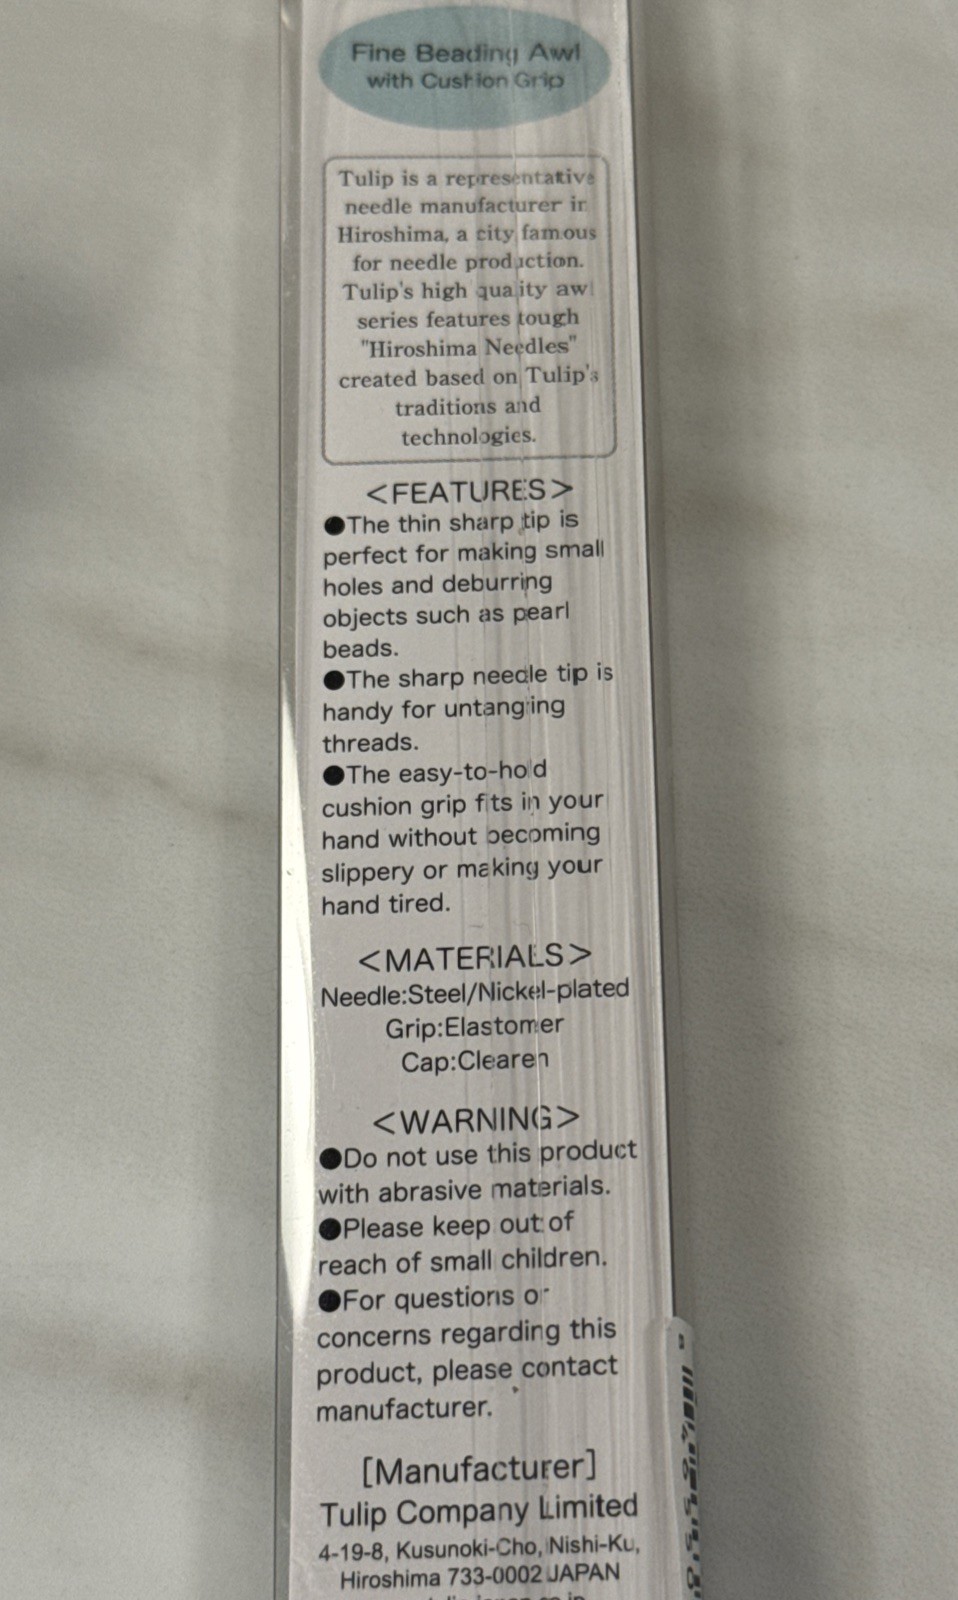 Fine Beading Awl
with Cushion Grip
Tulip is a representative
needle manufacturer in
Hiroshima, a city famous
for needle production.
Tulip's high quality awl
series features tough
"Hiroshima Needles"
created based on Tulip's
traditions and
technologies.
<FEATURES>
●The thin sharp tip is
perfect for making small
holes and deburring
objects such as pearl
beads.
●The sharp needle tip is
handy for untangling
threads.
●The easy-to-hold
cushion grip fits in your
hand without becoming
slippery or making your
hand tired.
<MATERIALS>
Needle:Steel/Nickel-plated
Grip:Elastomer
Cap:Clearen
<WARNING>
●Do not use this product
with abrasive materials.
●Please keep out of
reach of small children.
●For questions or
concerns regarding this
product, please contact
manufacturer.
[Manufacturer]
Tulip Company Limited
4-19-8, Kusunoki-Cho, Nishi-Ku,
Hiroshima 733-0002 JAPAN